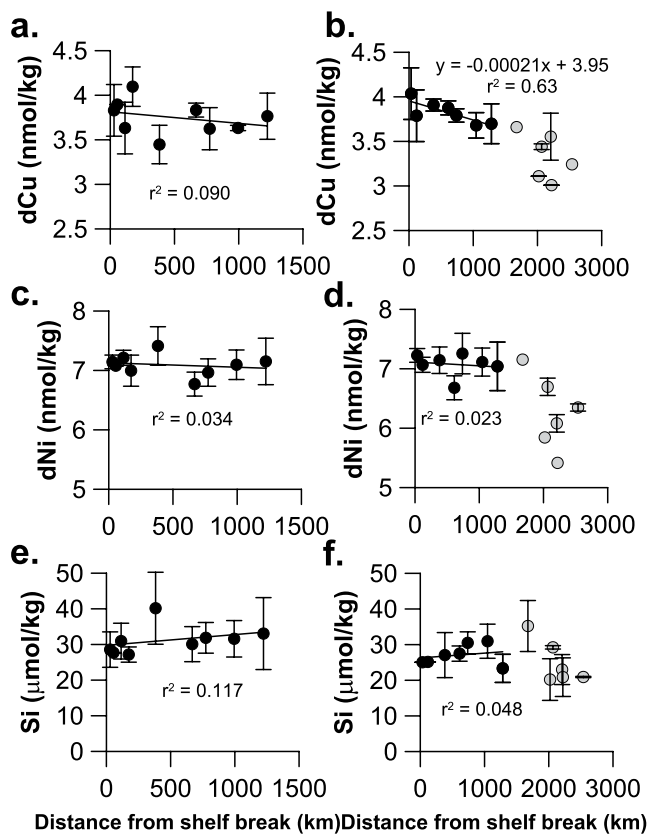 a.
4.5
4
3.5
3
2.5
dCu (nmol/kg)
r² = 0.090
0 500 1000 1500
b.
4.5
4
3.5
3
2.5
dCu (nmol/kg)
y = -0.00021x + 3.95
r² = 0.63
0 1000 2000 3000
c.
8
7
6
5
dNi (nmol/kg)
r² = 0.034
0 500 1000 1500
d.
8
7
6
5
dNi (nmol/kg)
r² = 0.023
0 1000 2000 3000
e.
50
40
30
20
10
0
Si (μmol/kg)
r² = 0.117
0 500 1000 1500
Distance from shelf break (km)
f.
50
40
30
20
10
0
Si (μmol/kg)
r² = 0.048
0 1000 2000 3000
Distance from shelf break (km)